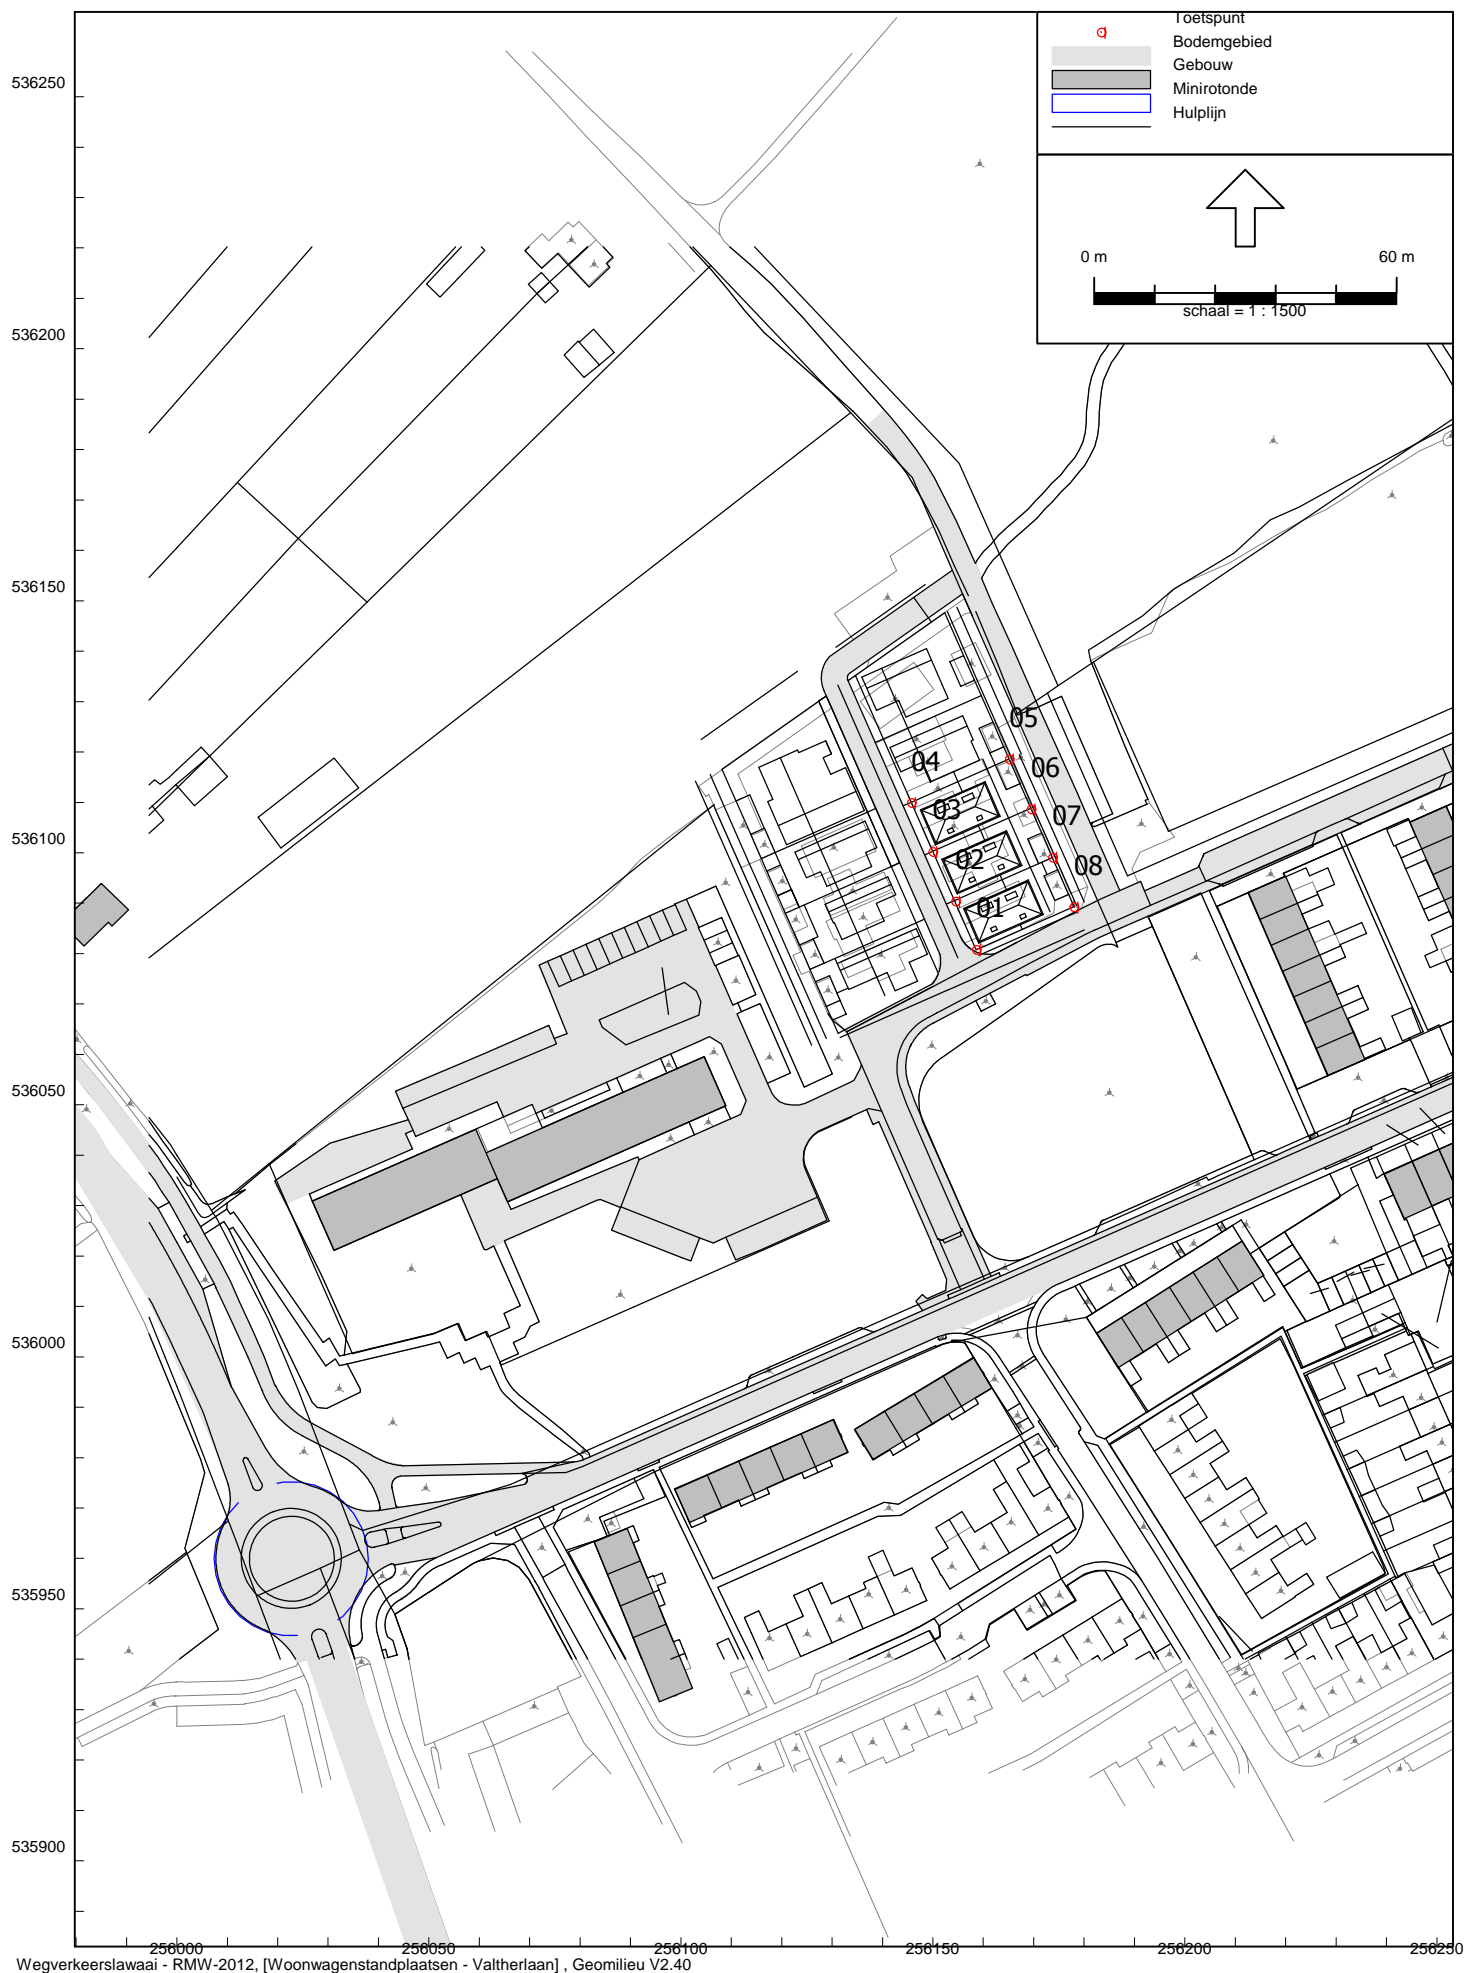 Toetspunt
Bodemgebied
Gebouw
Minirotonde
Hulplijn
0 m 60 m
schaal = 1 : 1500
536250
536200
536150
536100
536050
536000
535950
535900
05
04 06
03 07
02 08
01
256000 256050 256100 256150 256200 256250
Wegverkeerslawaai - RMW-2012, [Woonwagenstandplaatsen - Valtherlaan] , Geomilieu V2.40